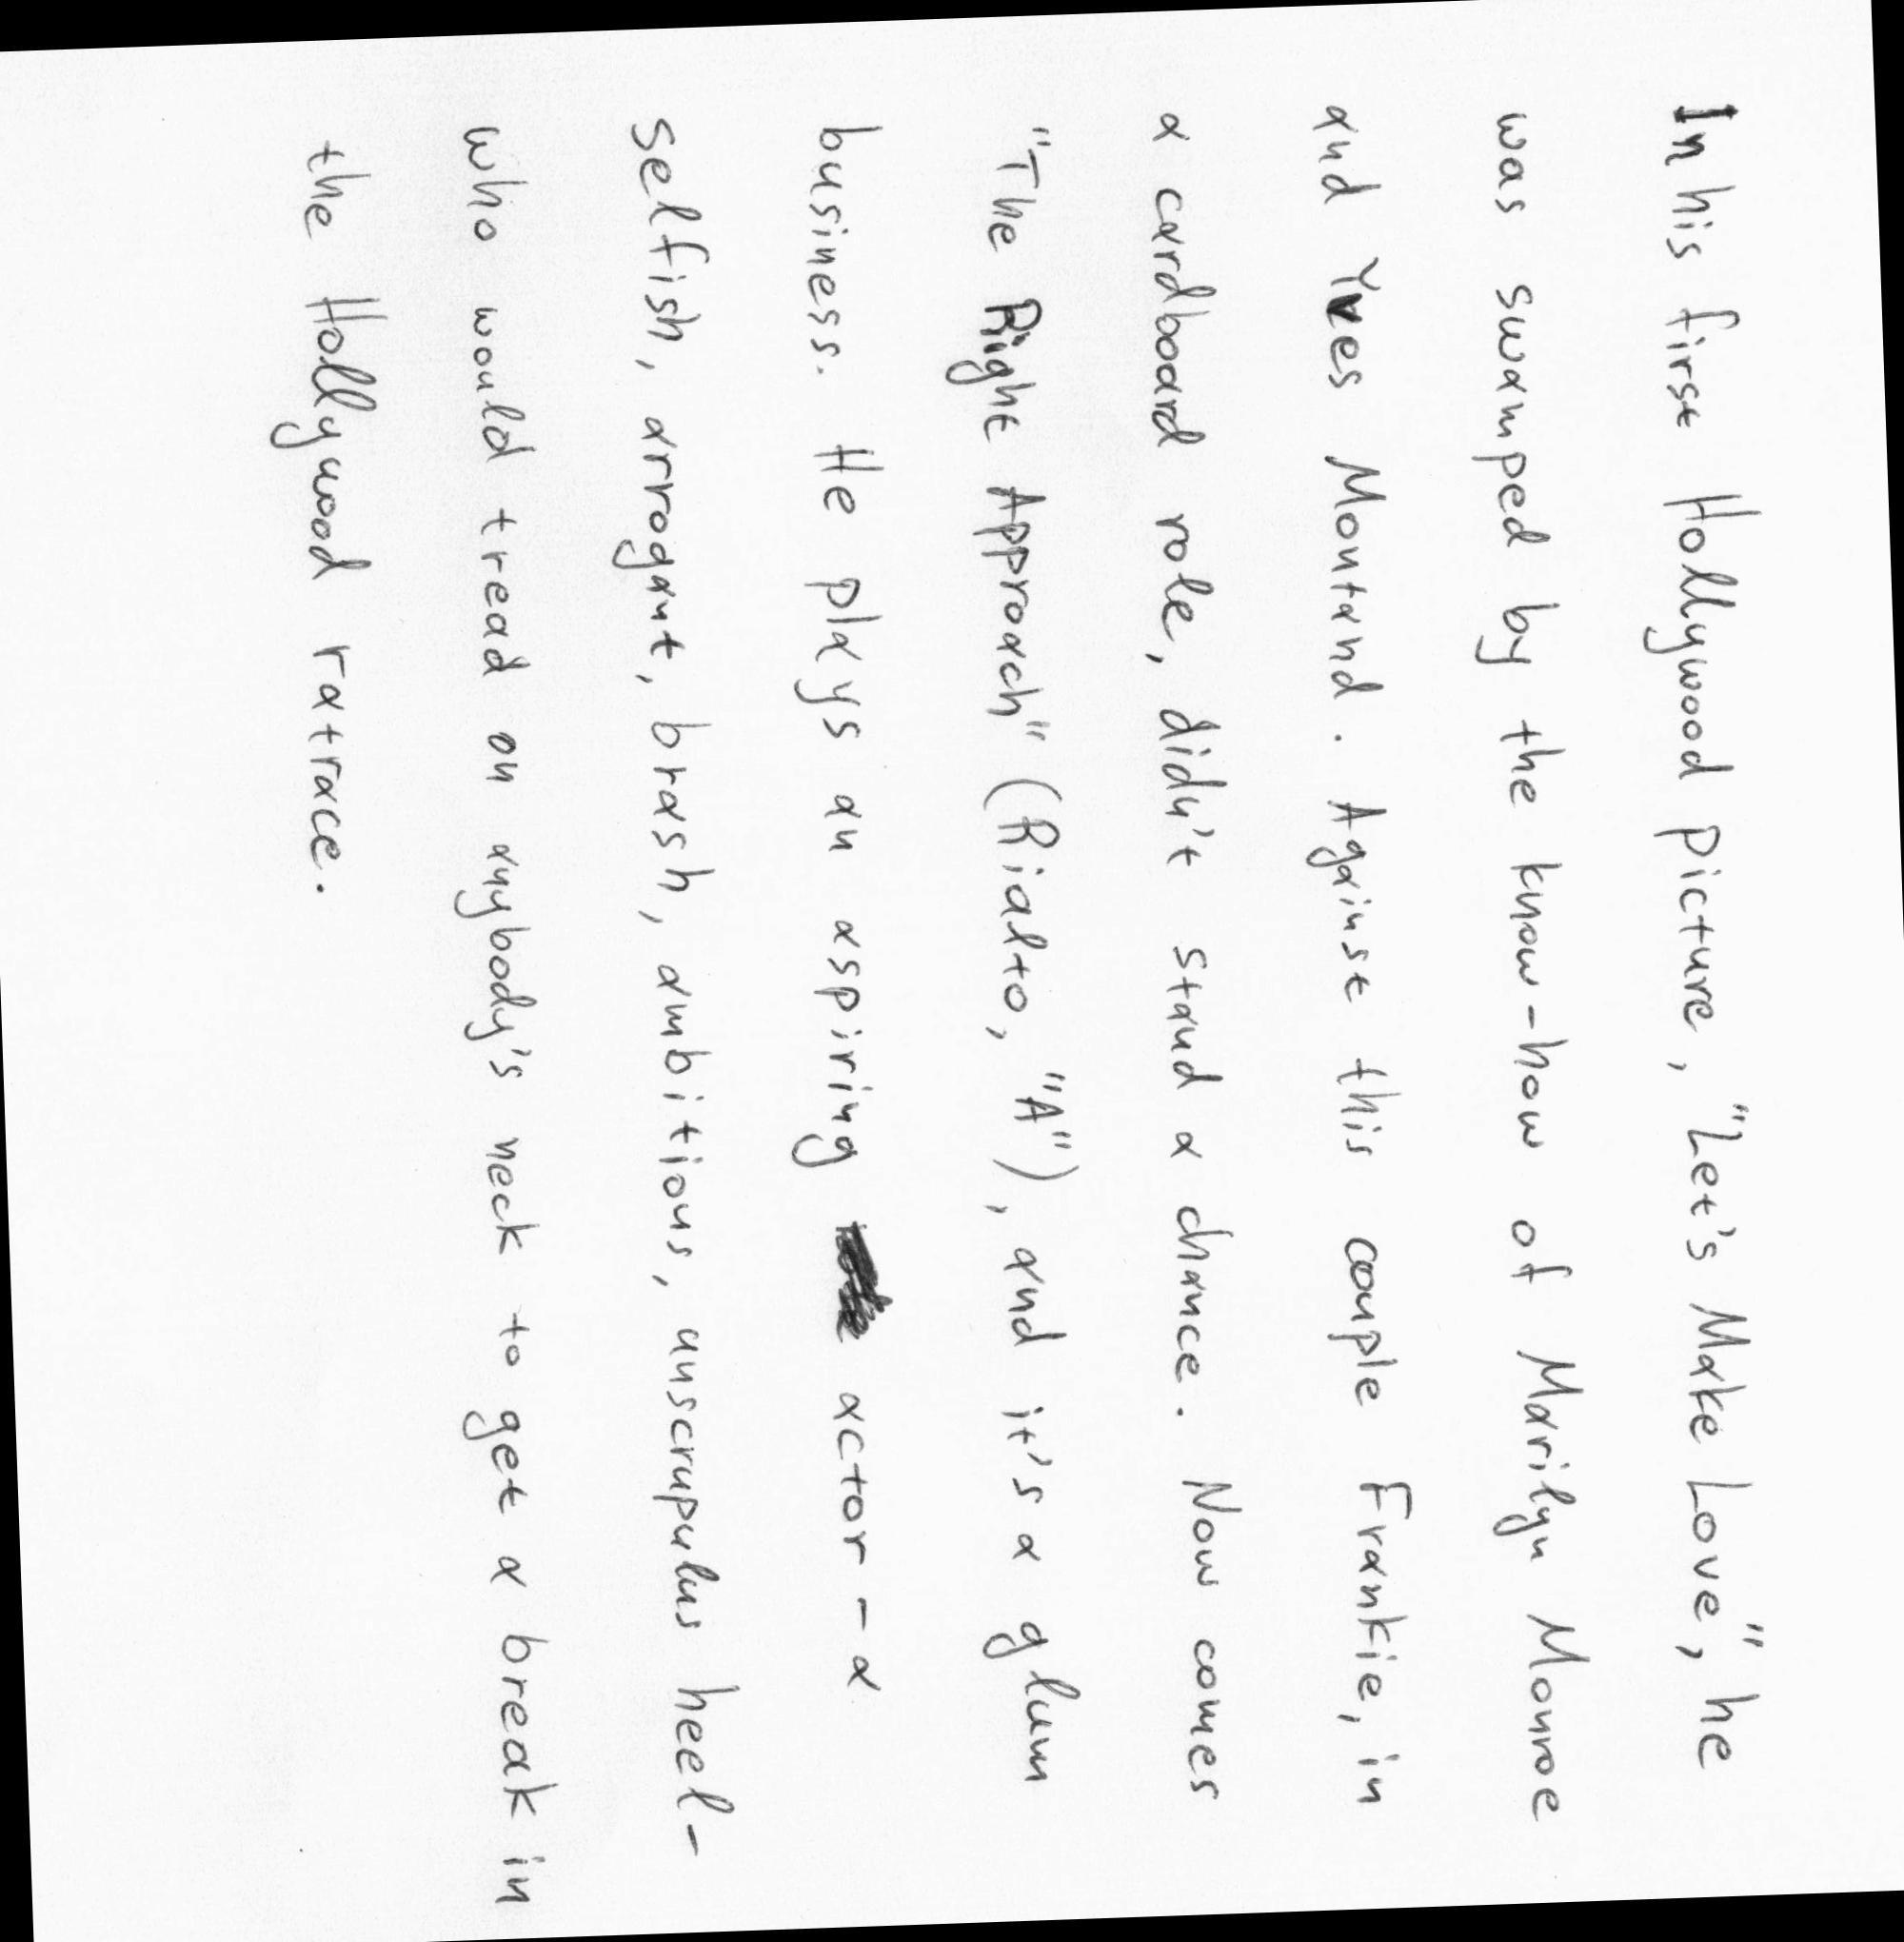 In his first Hollywood picture, "Let's Make Love", he
was swamped by the know-how of Marilyn Monroe
and Yves Montand. Against this couple Frankie, in
a cardboard role, didn't stand a chance. Now comes
"The Right Approach" (Rialto, "A"), and it's a glum
business. He plays an aspiring actor - a
selfish, arrogant, brash, ambitious, unscrupulus heel-
who would tread on anybody's neck to get a break in
the Hollywood ratrace.